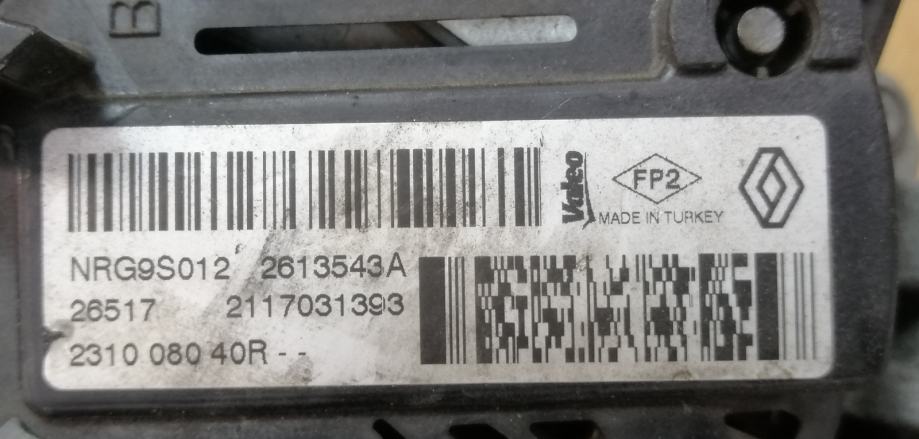 B
Valeo
FP2
MADE IN TURKEY
NRG9S012 2613543A
26517 2117031393
2310 080 40R - -